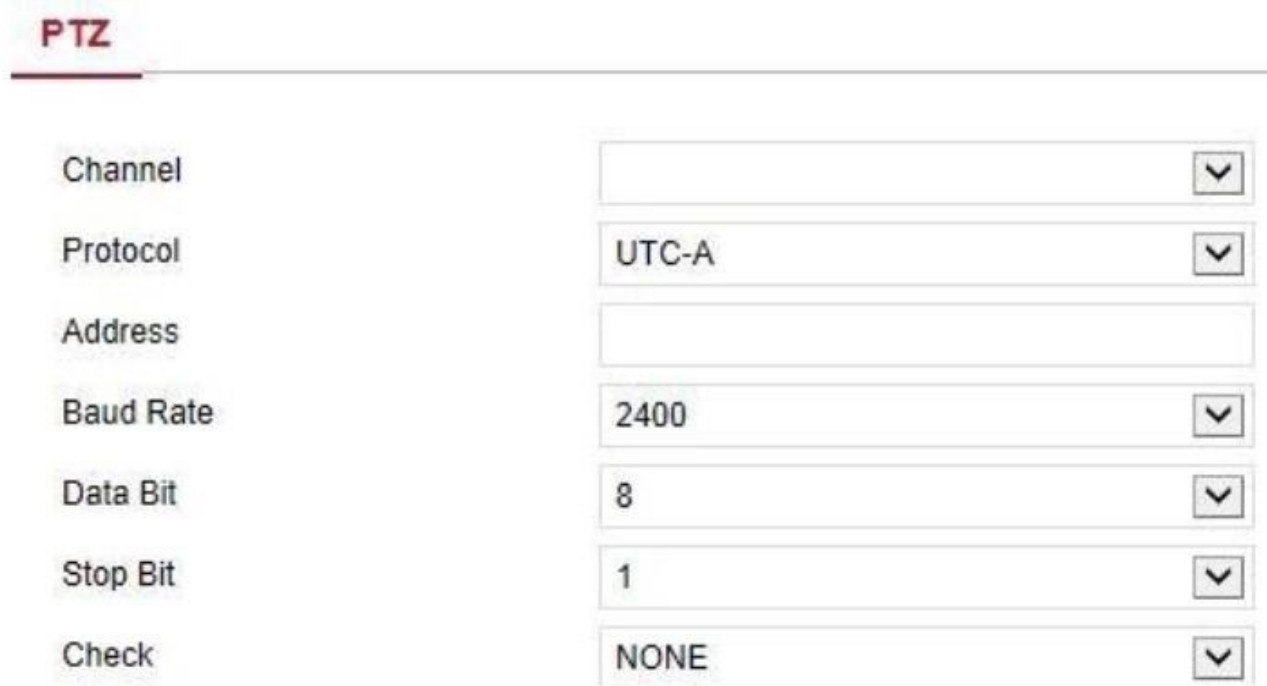 PTZ
Channel
Protocol UTC-A
Address
Baud Rate 2400
Data Bit 8
Stop Bit 1
Check NONE